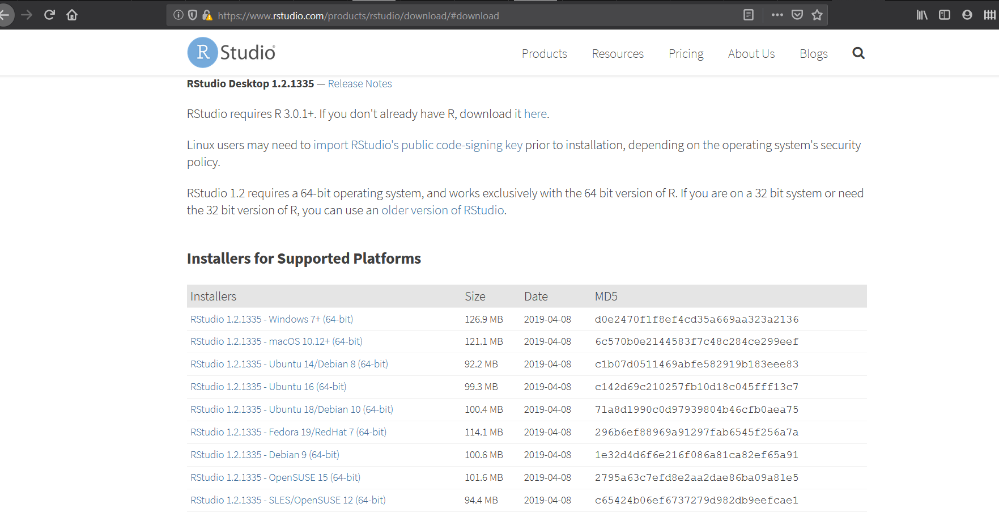 https://www.rstudio.com/products/rstudio/download/#download
R Studio®
Products Resources Pricing About Us Blogs
RStudio Desktop 1.2.1335 — Release Notes
RStudio requires R 3.0.1+. If you don't already have R, download it here.
Linux users may need to import RStudio's public code-signing key prior to installation, depending on the operating system's security
policy.
RStudio 1.2 requires a 64-bit operating system, and works exclusively with the 64 bit version of R. If you are on a 32 bit system or need
the 32 bit version of R, you can use an older version of RStudio.
Installers for Supported Platforms
Installers Size Date MD5
RStudio 1.2.1335 - Windows 7+ (64-bit) 126.9 MB 2019-04-08 d0e2470f1f8ef4cd35a669aa323a2136
RStudio 1.2.1335 - macOS 10.12+ (64-bit) 121.1 MB 2019-04-08 6c570b0e2144583f7c48c284ce299eef
RStudio 1.2.1335 - Ubuntu 14/Debian 8 (64-bit) 92.2 MB 2019-04-08 c1b07d0511469abfe582919b183eee83
RStudio 1.2.1335 - Ubuntu 16 (64-bit) 99.3 MB 2019-04-08 c142d69c210257fb10d18c045fff13c7
RStudio 1.2.1335 - Ubuntu 18/Debian 10 (64-bit) 100.4 MB 2019-04-08 71a8d1990c0d97939804b46cfb0aea75
RStudio 1.2.1335 - Fedora 19/RedHat 7 (64-bit) 114.1 MB 2019-04-08 296b6ef88969a91297fab6545f256a7a
RStudio 1.2.1335 - Debian 9 (64-bit) 100.6 MB 2019-04-08 1e32d4d6f6e216f086a81ca82ef65a91
RStudio 1.2.1335 - OpenSUSE 15 (64-bit) 101.6 MB 2019-04-08 2795a63c7efd8e2aa2dae86ba09a81e5
RStudio 1.2.1335 - SLES/OpenSUSE 12 (64-bit) 94.4 MB 2019-04-08 c65424b06ef6737279d982db9eefcae1